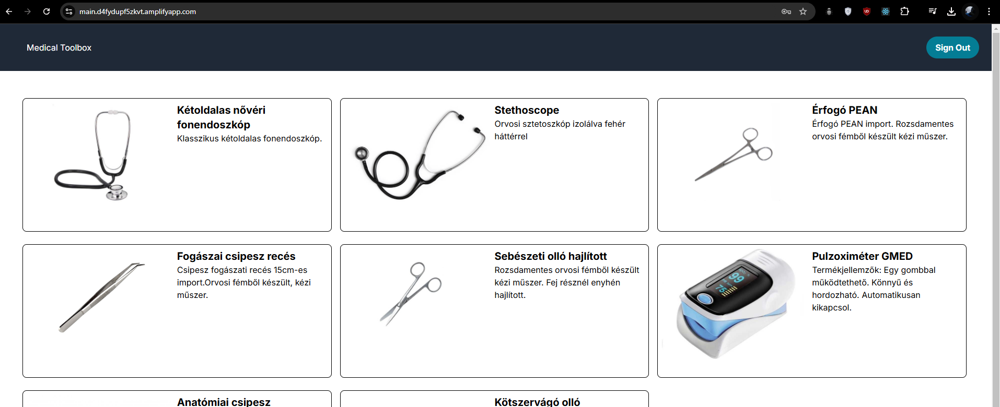 main.d4fydupf5zkvt.amplifyapp.com
Medical Toolbox
Sign Out
Kétoldalas nővéri
fonendoszkóp
Klasszikus kétoldalas fonendoszkóp.
Stethoscope
Orvosi sztetoszkóp izolálva fehér
háttérrel
Érfogó PEAN
Érfogó PEAN import. Rozsdamentes
orvosi fémből készült kézi műszer.
Fogászai csipesz recés
Csipesz fogászati recés 15cm-es
import.Orvosi fémből készült, kézi
műszer.
Sebészeti olló hajlított
Rozsdamentes orvosi fémből készült
kézi műszer. Fej résznél enyhén
hajlított.
99
75
Pulzoximéter GMED
Termékjellemzők: Egy gombbal
működtethető. Könnyű és
hordozható. Automatikusan
kikapcsol.
Anatómiai csipesz
Kötszervágó olló